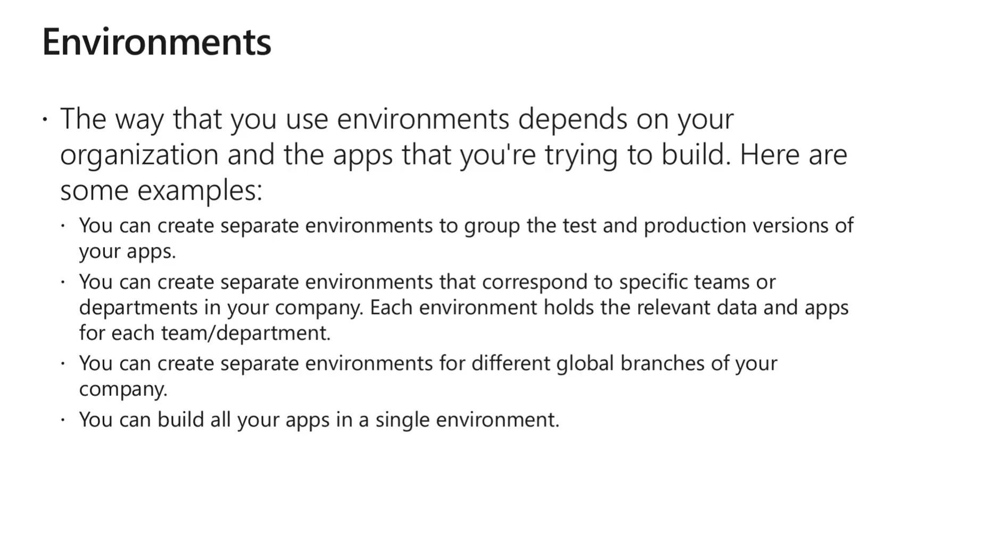 Environments
· The way that you use environments depends on your
organization and the apps that you're trying to build. Here are
some examples:
· You can create separate environments to group the test and production versions of
your apps.
· You can create separate environments that correspond to specific teams or
departments in your company. Each environment holds the relevant data and apps
for each team/department.
· You can create separate environments for different global branches of your
company.
· You can build all your apps in a single environment.